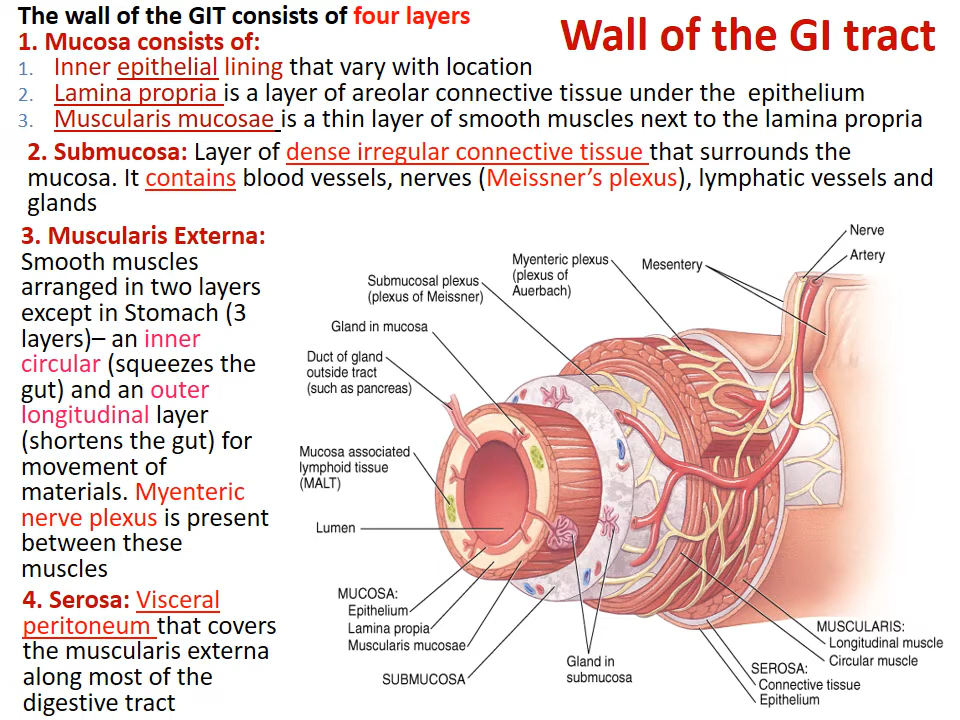 The wall of the GIT consists of four layers
Wall of the GI tract
1. Mucosa consists of:
1. Inner epithelial lining that vary with location
2. Lamina propria is a layer of areolar connective tissue under the epithelium
3. Muscularis mucosae is a thin layer of smooth muscles next to the lamina propria
2. Submucosa: Layer of dense irregular connective tissue that surrounds the
mucosa. It contains blood vessels, nerves (Meissner's plexus), lymphatic vessels and
glands
3. Muscularis Externa:
Smooth muscles
arranged in two layers
except in Stomach (3
layers)– an inner
circular (squeezes the
gut) and an outer
longitudinal layer
(shortens the gut) for
movement of
materials. Myenteric
nerve plexus is present
between these
muscles
4. Serosa: Visceral
peritoneum that covers
the muscularis externa
along most of the
digestive tract
Nerve
Artery
Mesentery
Myenteric plexus
(plexus of
Auerbach)
Submucosal plexus
(plexus of Meissner)
Gland in mucosa
Duct of gland
outside tract
(such as pancreas)
Mucosa associated
lymphoid tissue
(MALT)
Lumen
MUCOSA:
Epithelium
Lamina propia
Muscularis mucosae
SUBMUCOSA
Gland in
submucosa
MUSCULARIS:
Longitudinal muscle
Circular muscle
SEROSA:
Connective tissue
Epithelium